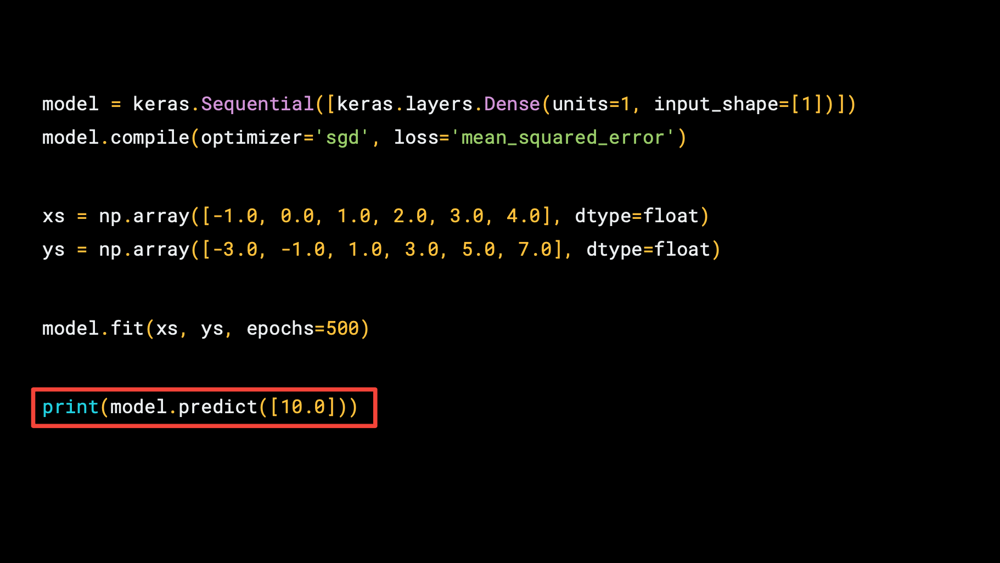 model = keras.Sequential([keras.layers.Dense(units=1, input_shape=[1])])
model.compile(optimizer='sgd', loss='mean_squared_error')
xs = np.array([-1.0, 0.0, 1.0, 2.0, 3.0, 4.0], dtype=float)
ys = np.array([-3.0, -1.0, 1.0, 3.0, 5.0, 7.0], dtype=float)
model.fit(xs, ys, epochs=500)
print(model.predict([10.0]))